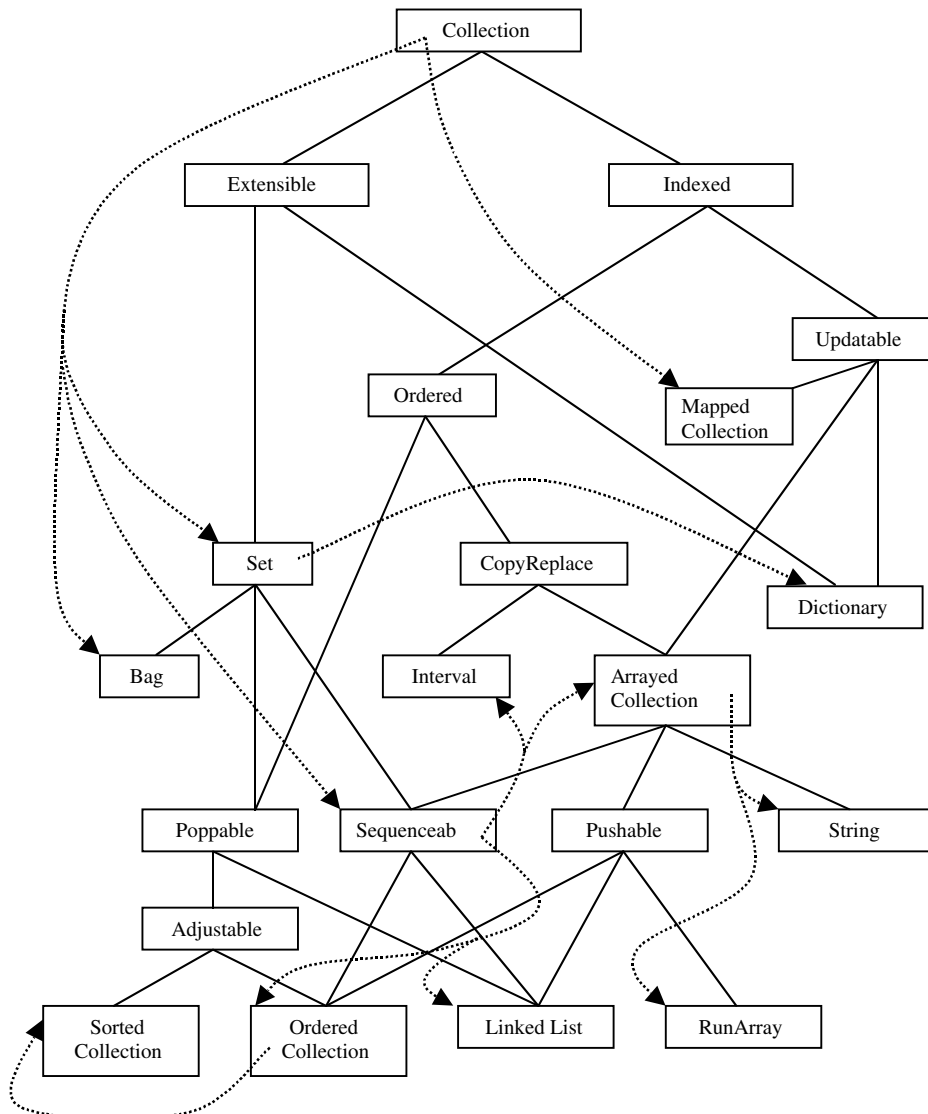 Collection
Extensible
Indexed
Updatable
Ordered
Mapped
Collection
Set
CopyReplace
Dictionary
Bag
Interval
Arrayed
Collection
Poppable
Sequenceab
Pushable
String
Adjustable
Sorted
Collection
Ordered
Collection
Linked List
RunArray